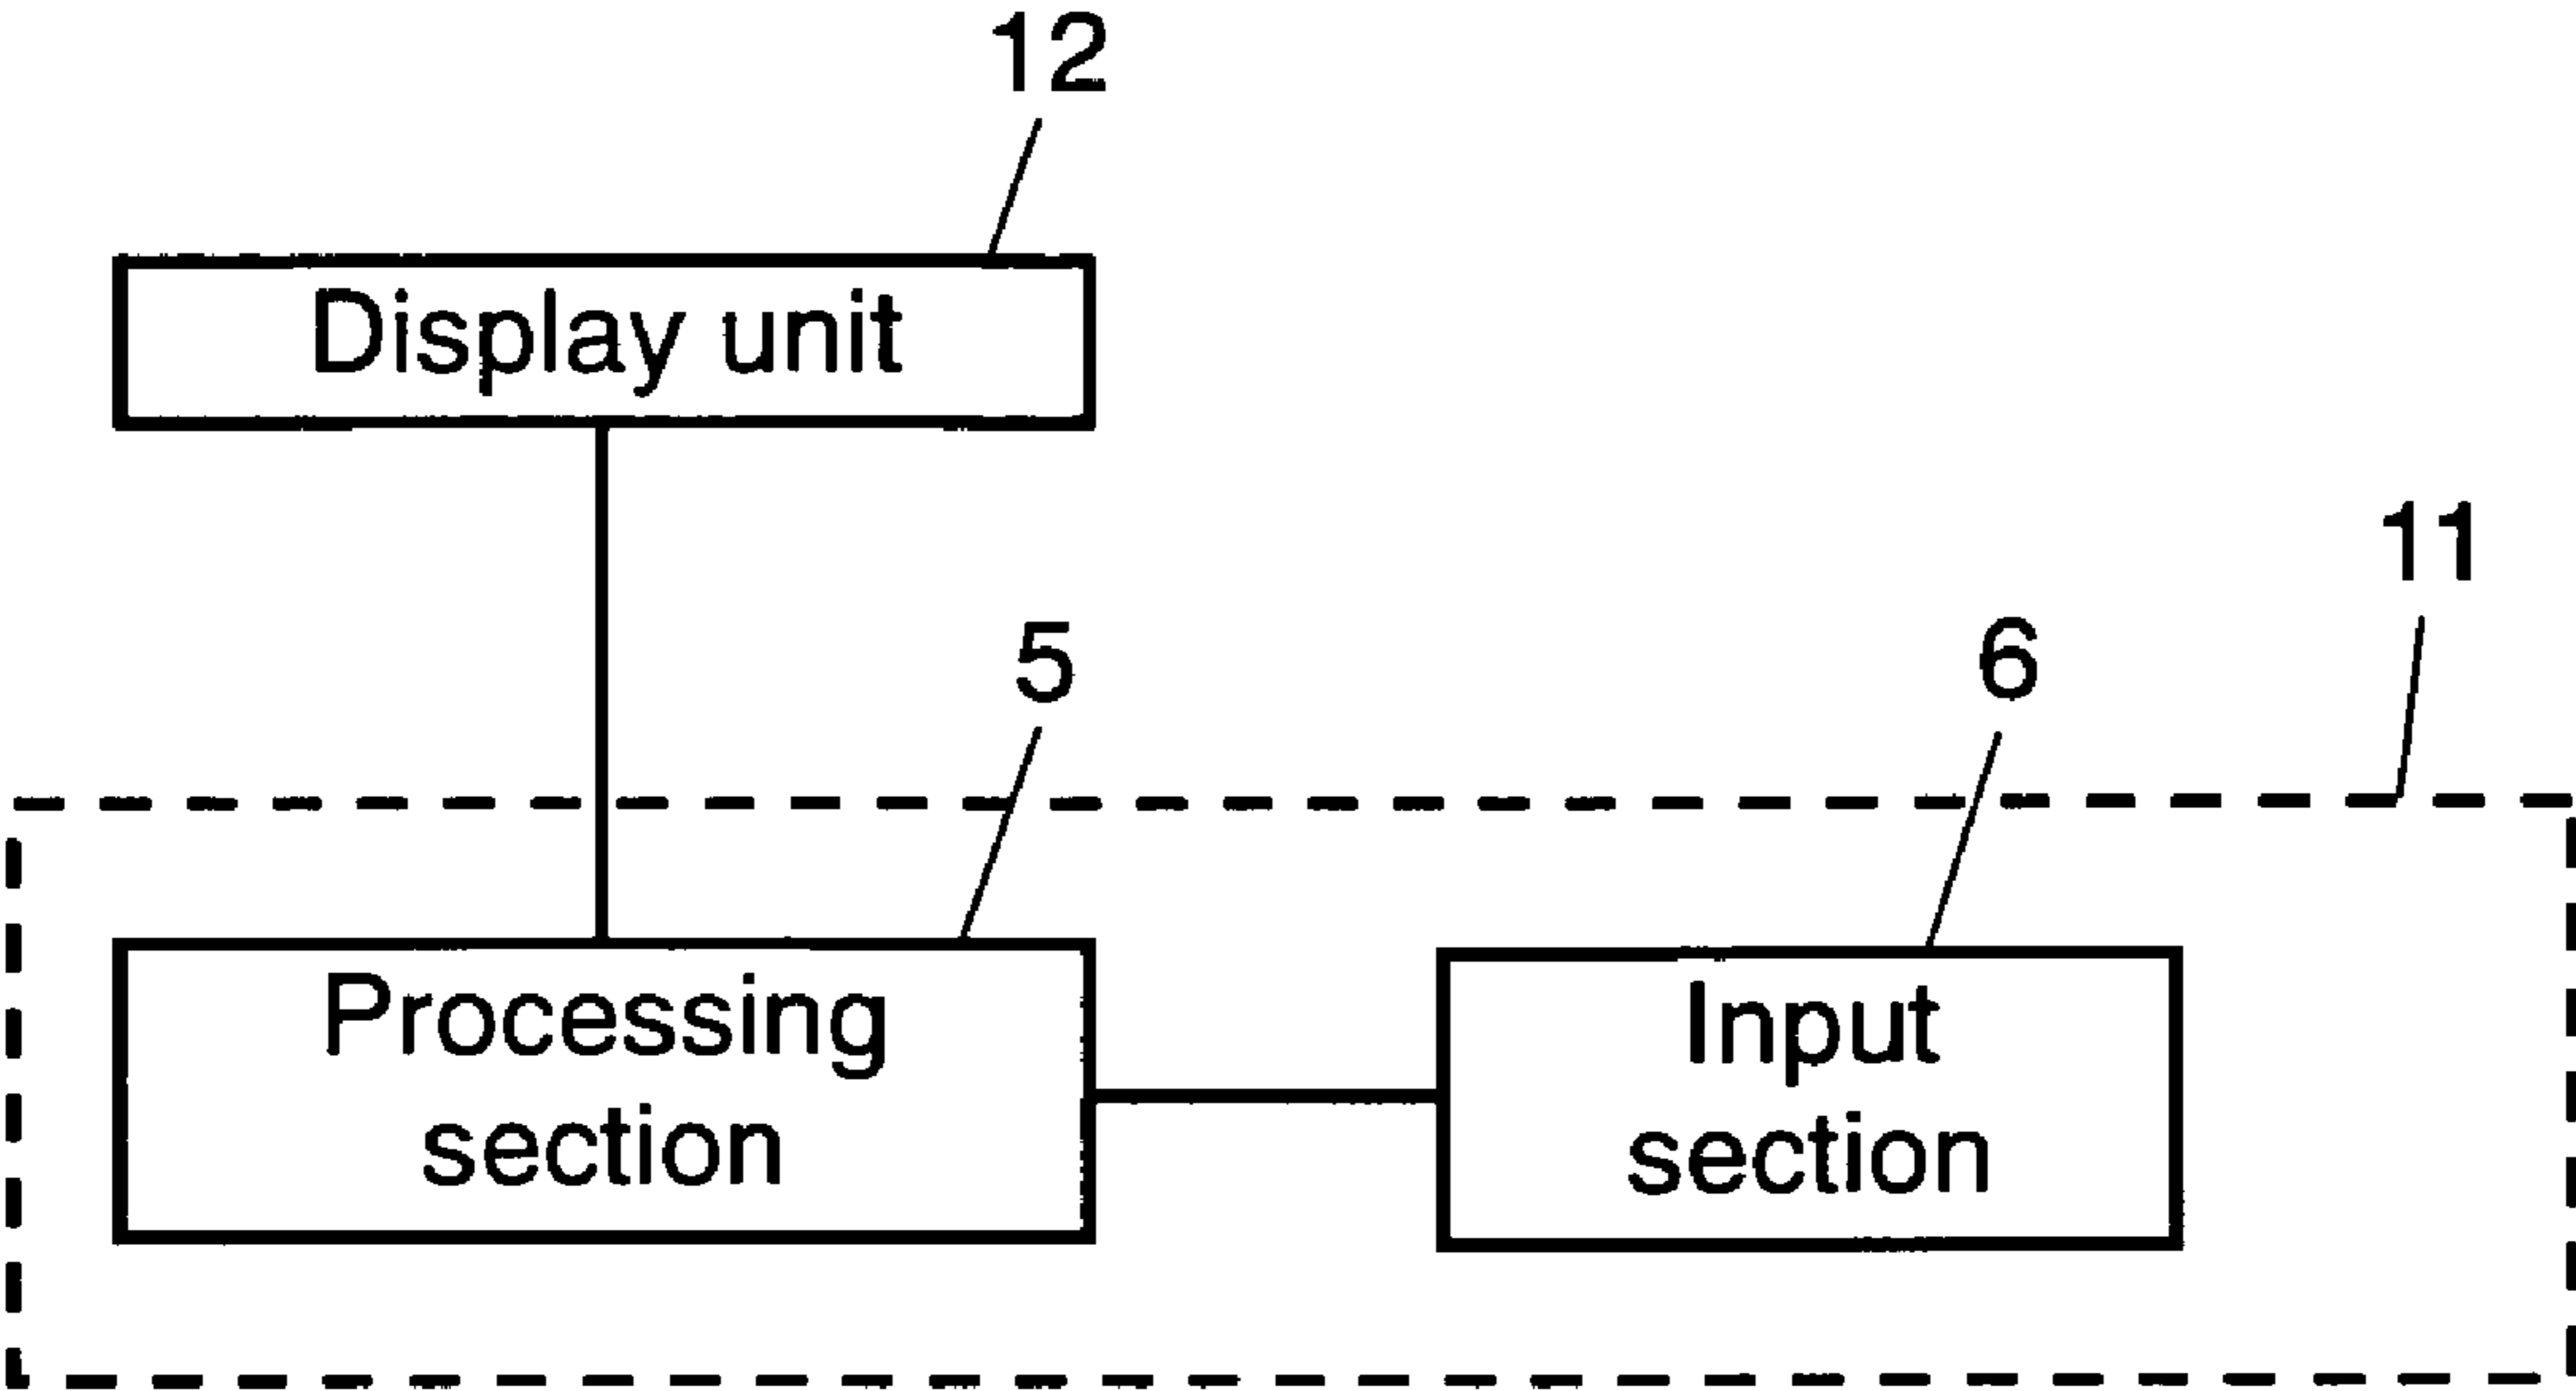 12
Display unit
11
5
6
Processing
section
Input
section